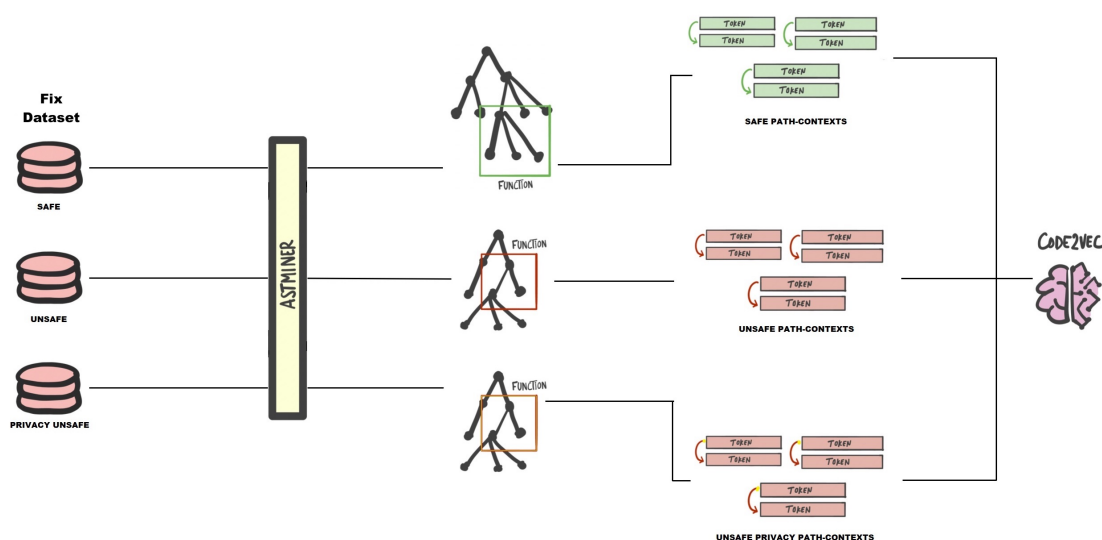 Fix
Dataset
SAFE
UNSAFE
PRIVACY UNSAFE
ASTMINER
FUNCTION
FUNCTION
FUNCTION
TOKEN TOKEN
TOKEN TOKEN
TOKEN
TOKEN
SAFE PATH-CONTEXTS
TOKEN TOKEN
TOKEN TOKEN
TOKEN
TOKEN
UNSAFE PATH-CONTEXTS
TOKEN TOKEN
TOKEN TOKEN
TOKEN
TOKEN
UNSAFE PRIVACY PATH-CONTEXTS
CODE2VEC